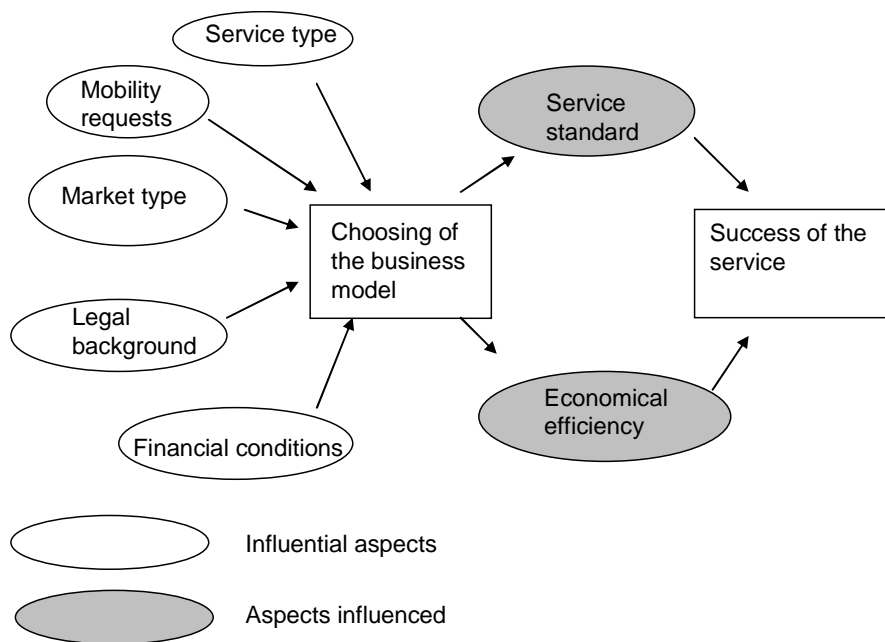 Service type
Mobility
requests
Market type
Legal
background
Financial conditions
Choosing of
the business
model
Service
standard
Economical
efficiency
Success of the
service
Influential aspects
Aspects influenced